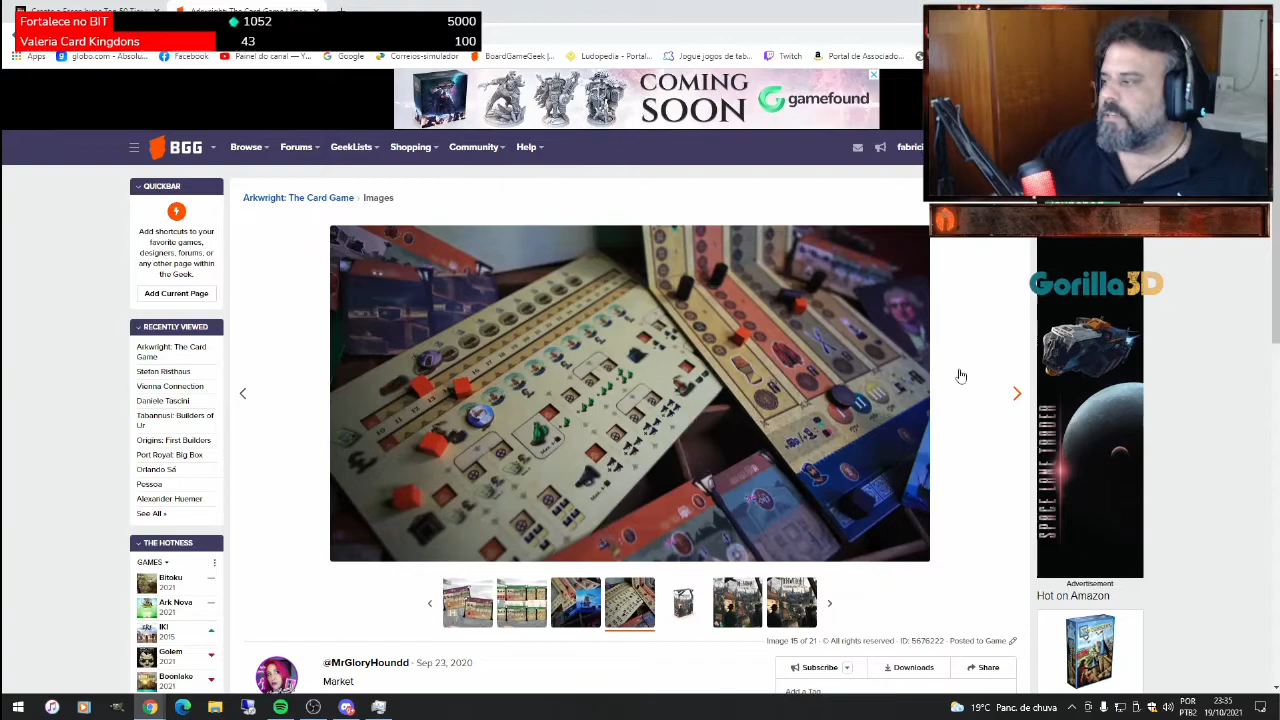 Fortalece no BIT 1052 5000
Valeria Card Kingdons 43 100
Apps globo.com - Absolu... Facebook Painel do canal — Y... Google Correios-simulador BoardGameGeek |... Ludopedia - Portal... Jogue jogos de tab... Twitch Portal de Associado...
COMING SOON gamefound
BGG Browse Forums GeekLists Shopping Community Help fabrici
QUICKBAR
Arkwright: The Card Game › Images
Add shortcuts to your
favorite games,
designers, forums, or
any other page within
the Geek.
Add Current Page
Gorilla3D
RECENTLY VIEWED
Arkwright: The Card
Game
Stefan Risthaus
Vienna Connection
Daniele Tascini
Tabannusi: Builders of
Ur
Origins: First Builders
Port Royal: Big Box
Orlando Sá
Pessoa
Alexander Huemer
See All »
THE HOTNESS
GAMES
Bitoku
2021
Ark Nova
2021
IKI
2015
Golem
2021
Boonlake
2021
Advertisement
Hot on Amazon
Image 15 of 21 · © All rights reserved · ID: 5676222 · Posted to Game
@MrGloryHoundd · Sep 23, 2020
Market
Subscribe Downloads Share
Add a Tag
19°C Panc. de chuva
POR
PTB2
23:35
19/10/2021